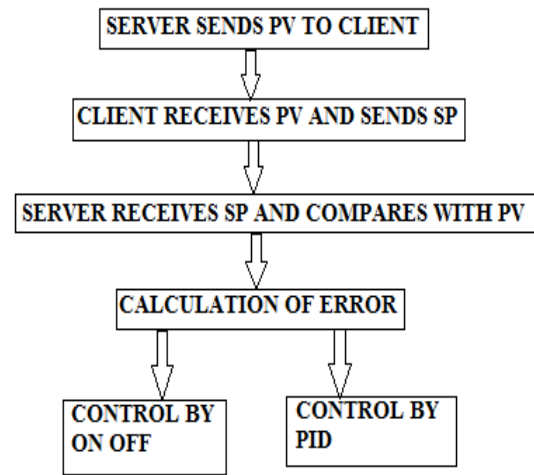 SERVER SENDS PV TO CLIENT
CLIENT RECEIVES PV AND SENDS SP
SERVER RECEIVES SP AND COMPARES WITH PV
CALCULATION OF ERROR
CONTROL BY
ON OFF
CONTROL BY
PID